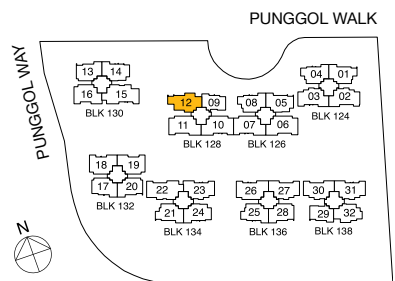 PUNGGOL WALK
PUNGGOL WAY
13 14
16 15
BLK 130
12 09
11 10
BLK 128
08 05
07 06
BLK 126
04 01
03 02
BLK 124
18 19
17 20
BLK 132
22 23
21 24
BLK 134
26 27
25 28
BLK 136
30 31
29 32
BLK 138
N